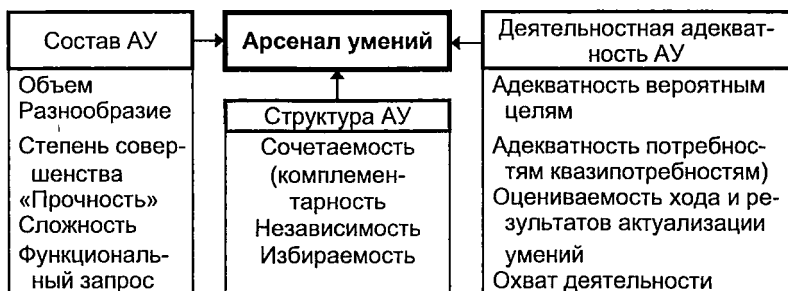 Состав АУ
Объем
Разнообразие
Степень совер-
шенства
«Прочность»
Сложность
Функциональ-
ный запрос
Арсенал умений
Структура АУ
Сочетаемость
(комплемен-
тарность
Независимость
Избираемость
Деятельностная адекват-
ность АУ
Адекватность вероятным
целям
Адекватность потребнос-
тям квазипотребностям)
Оцениваемость хода и ре-
зультатов актуализации
умений
Охват деятельности